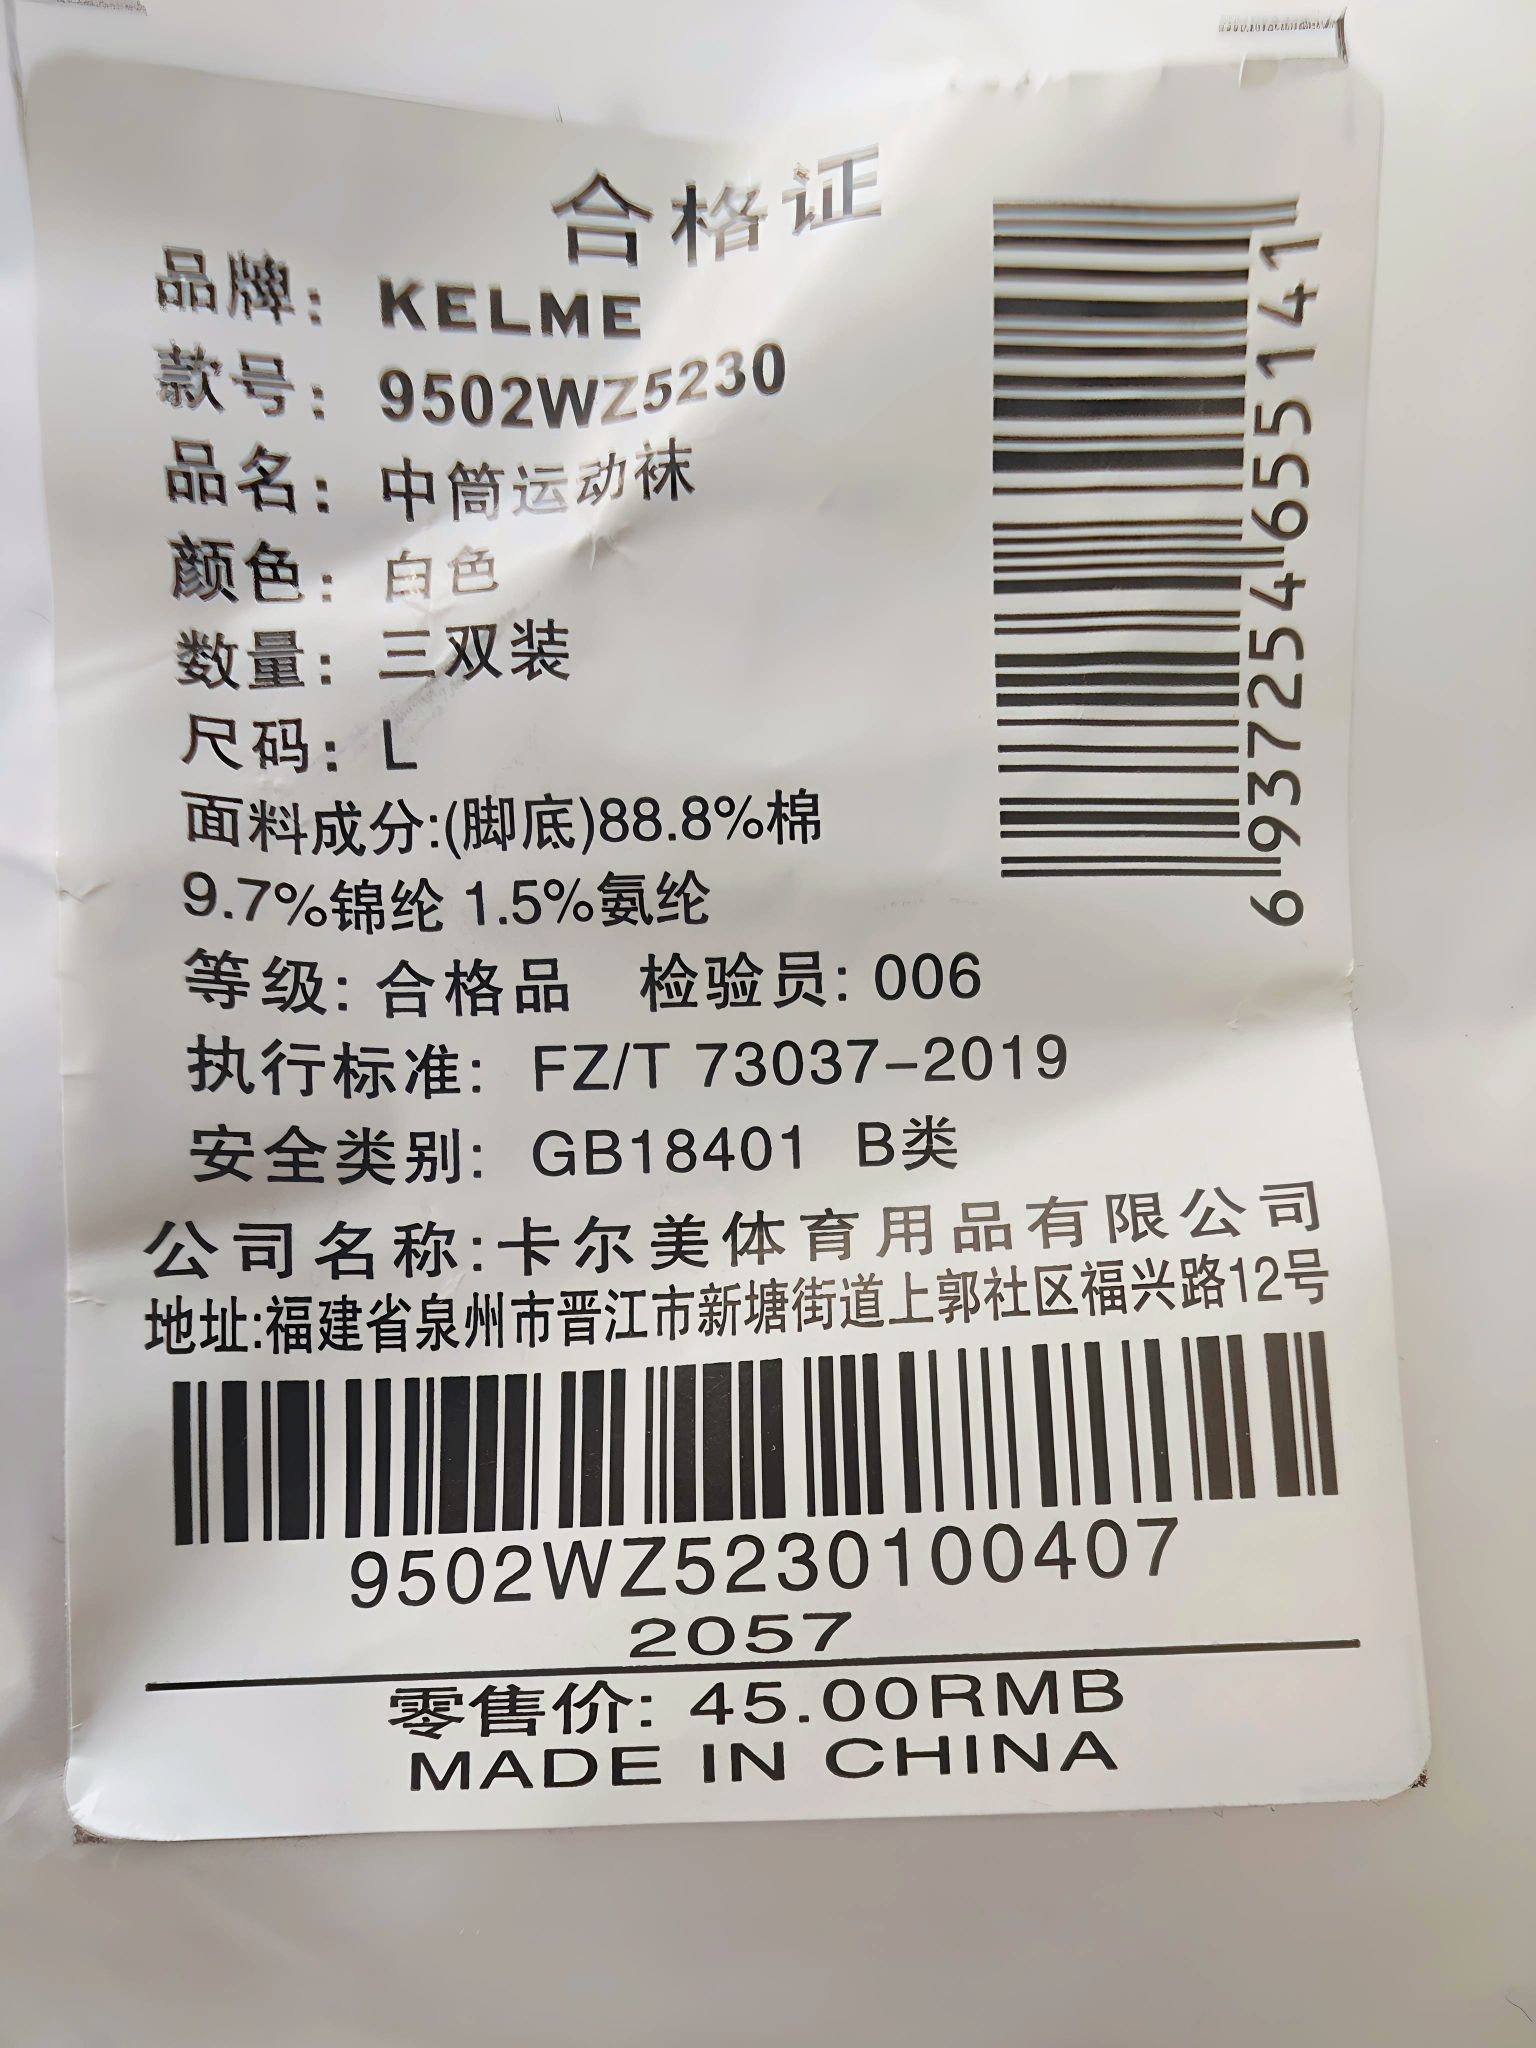 合格证
品牌: KELME
款号: 9502WZ5230
品名: 中筒运动袜
颜色: 白色
数量: 三双装
尺码: L
面料成分:(脚底)88.8%棉
9.7%锦纶 1.5%氨纶
等级: 合格品 检验员: 006
执行标准: FZ/T 73037-2019
安全类别: GB18401 B类
公司名称:卡尔美体育用品有限公司
地址:福建省泉州市晋江市新塘街道上郭社区福兴路12号
9502WZ5230100407
2057
零售价: 45.00RMB
MADE IN CHINA
6937254655141